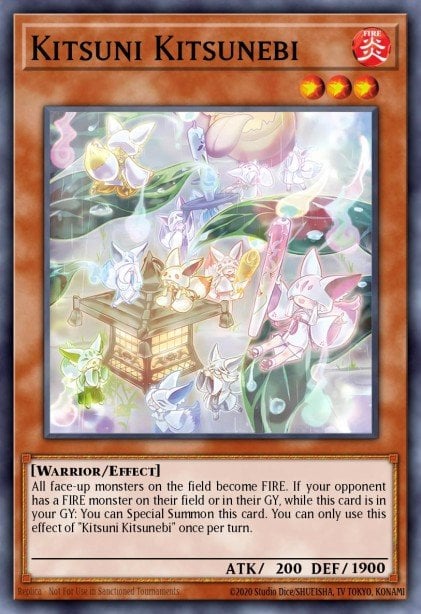 KITSUNI KITSUNEBI
FIRE
炎
[WARRIOR/EFFECT]
All face-up monsters on the field become FIRE. If your opponent
has a FIRE monster on their field or in their GY, while this card is in
your GY: You can Special Summon this card. You can only use this
effect of "Kitsuni Kitsunebi" once per turn.
ATK/ 200 DEF/1900
Replica - Not For Use in Sanctioned Tournaments.
©2020 Studio Dice/SHUEISHA, TV TOKYO, KONAMI